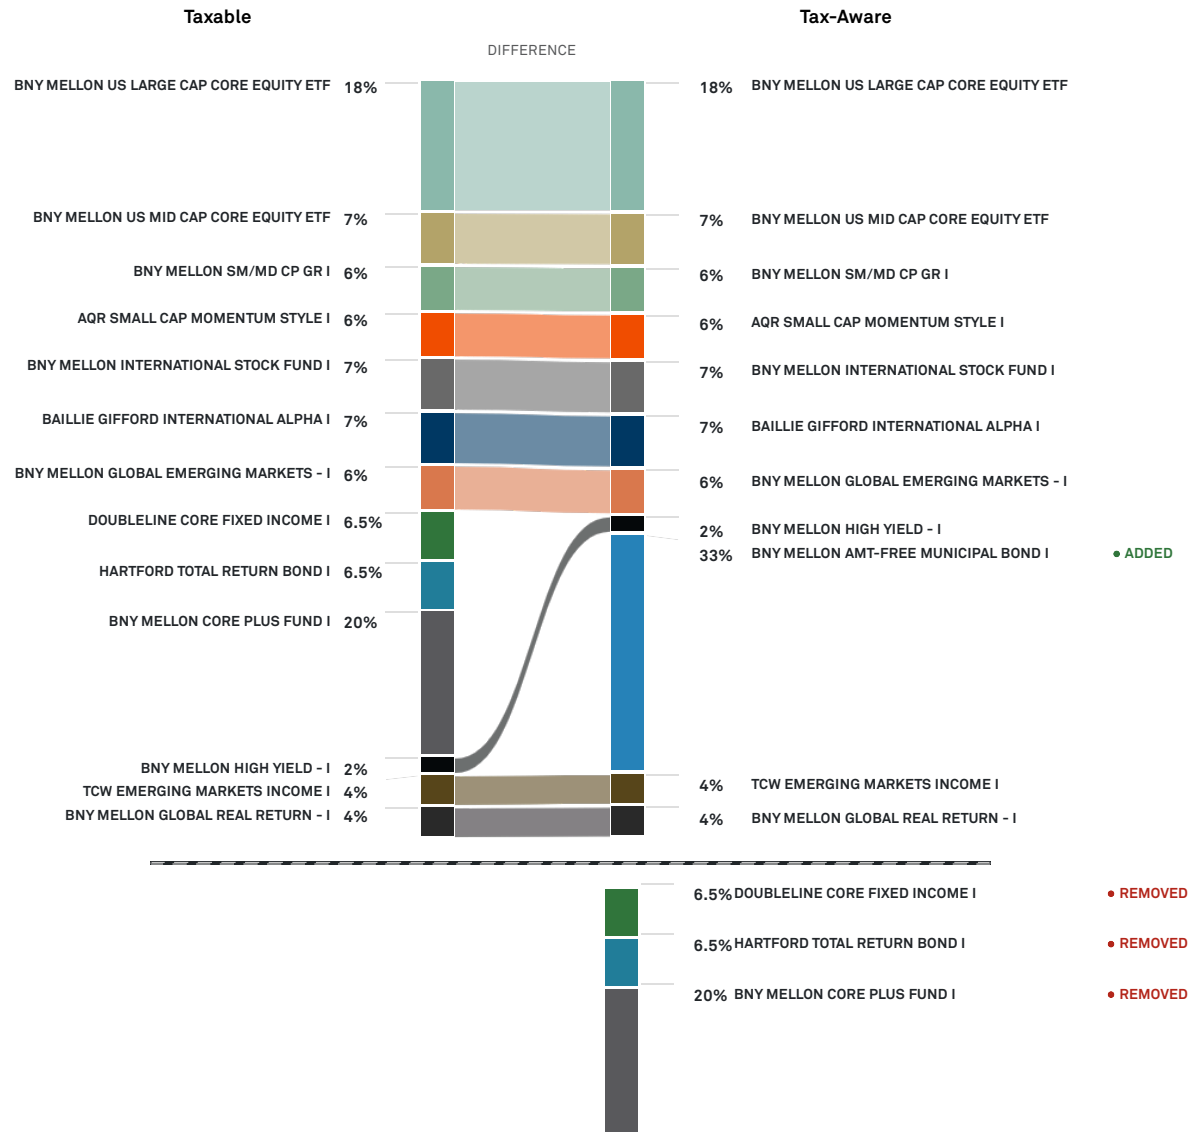 Taxable
Tax-Aware
DIFFERENCE
BNY MELLON US LARGE CAP CORE EQUITY ETF 18%
18% BNY MELLON US LARGE CAP CORE EQUITY ETF
BNY MELLON US MID CAP CORE EQUITY ETF 7%
7% BNY MELLON US MID CAP CORE EQUITY ETF
BNY MELLON SM/MD CP GR I 6%
6% BNY MELLON SM/MD CP GR I
AQR SMALL CAP MOMENTUM STYLE I 6%
6% AQR SMALL CAP MOMENTUM STYLE I
BNY MELLON INTERNATIONAL STOCK FUND I 7%
7% BNY MELLON INTERNATIONAL STOCK FUND I
BAILLIE GIFFORD INTERNATIONAL ALPHA I 7%
7% BAILLIE GIFFORD INTERNATIONAL ALPHA I
BNY MELLON GLOBAL EMERGING MARKETS - I 6%
6% BNY MELLON GLOBAL EMERGING MARKETS - I
DOUBLELINE CORE FIXED INCOME I 6.5%
2% BNY MELLON HIGH YIELD - I
33% BNY MELLON AMT-FREE MUNICIPAL BOND I • ADDED
HARTFORD TOTAL RETURN BOND I 6.5%
BNY MELLON CORE PLUS FUND I 20%
BNY MELLON HIGH YIELD - I 2%
TCW EMERGING MARKETS INCOME I 4%
4% TCW EMERGING MARKETS INCOME I
BNY MELLON GLOBAL REAL RETURN - I 4%
4% BNY MELLON GLOBAL REAL RETURN - I
6.5% DOUBLELINE CORE FIXED INCOME I • REMOVED
6.5% HARTFORD TOTAL RETURN BOND I • REMOVED
20% BNY MELLON CORE PLUS FUND I • REMOVED